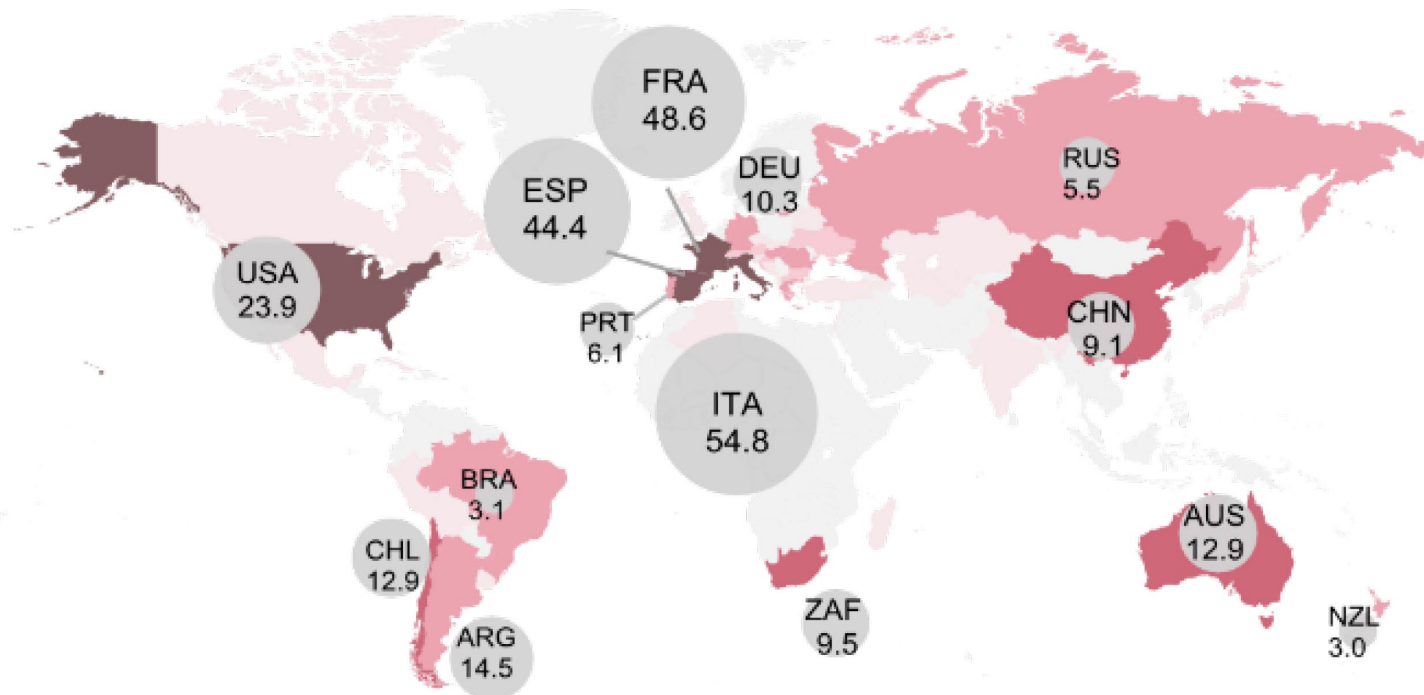 FRA
48.6
ESP
44.4
DEU
10.3
RUS
5.5
USA
23.9
PRT
6.1
CHN
9.1
ITA
54.8
BRA
3.1
CHL
12.9
ARG
14.5
ZAF
9.5
AUS
12.9
NZL
3.0